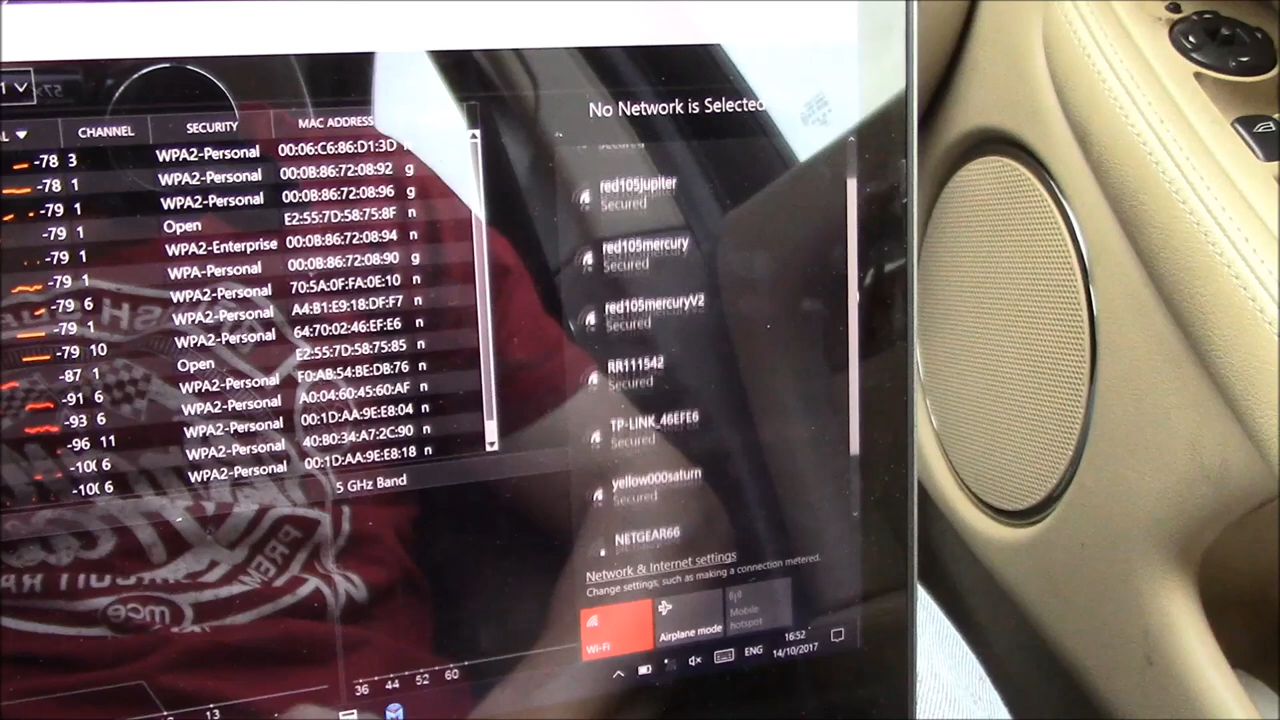 No Network is Selected
CHANNEL SECURITY MAC ADDRESS
-78 3 WPA2-Personal 00:06:C6:86:D1:3D
-78 1 WPA2-Personal 00:0B:86:72:08:92 g
-79 1 WPA2-Personal 00:0B:86:72:08:96 g
-79 1 Open E2:55:7D:58:75:8F n
-79 1 WPA2-Enterprise 00:0B:86:72:08:94 n
-79 1 WPA-Personal 00:0B:86:72:08:90 g
-79 6 WPA2-Personal 70:5A:0F:FA:0E:10 n
-79 1 WPA2-Personal A4:B1:E9:18:DF:F7 n
-79 10 WPA2-Personal 64:70:02:46:EF:E6 n
-87 1 Open E2:55:7D:58:75:85 n
-91 6 WPA2-Personal F0:AB:54:BE:DB:76 n
-93 6 WPA2-Personal A0:04:60:45:60:AF n
-96 11 WPA2-Personal 00:1D:AA:9E:E8:04 n
-10( 6 WPA2-Personal 40:B0:34:A7:2C:90 n
-10( 6 WPA2-Personal 00:1D:AA:9E:E8:18 n
5 GHz Band
13
36 44 52 60
Secured
red105jupiter
Secured
red105mercury
Secured
red105mercuryV2
Secured
RR111542
Secured
TP-LINK_46EFE6
Secured
yellow000saturn
Secured
NETGEAR66
Network & Internet settings
Change settings, such as making a connection metered.
Wi-Fi
Airplane mode
Mobile
hotspot
ENG
16:52
14/10/2017